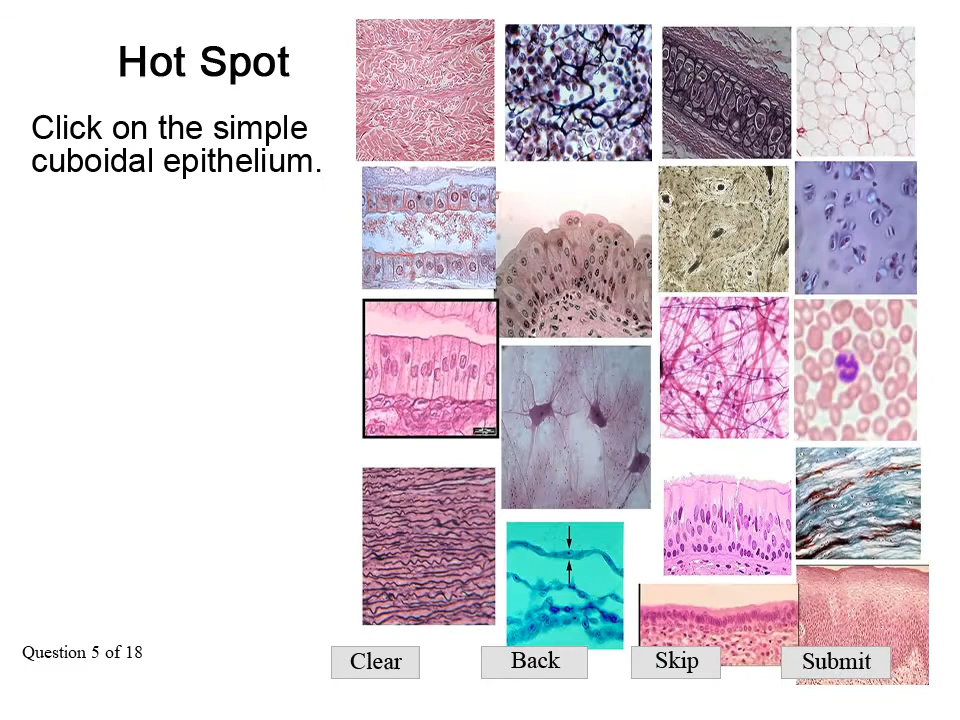 Hot Spot
Click on the simple
cuboidal epithelium.
Question 5 of 18
Clear
Back
Skip
Submit